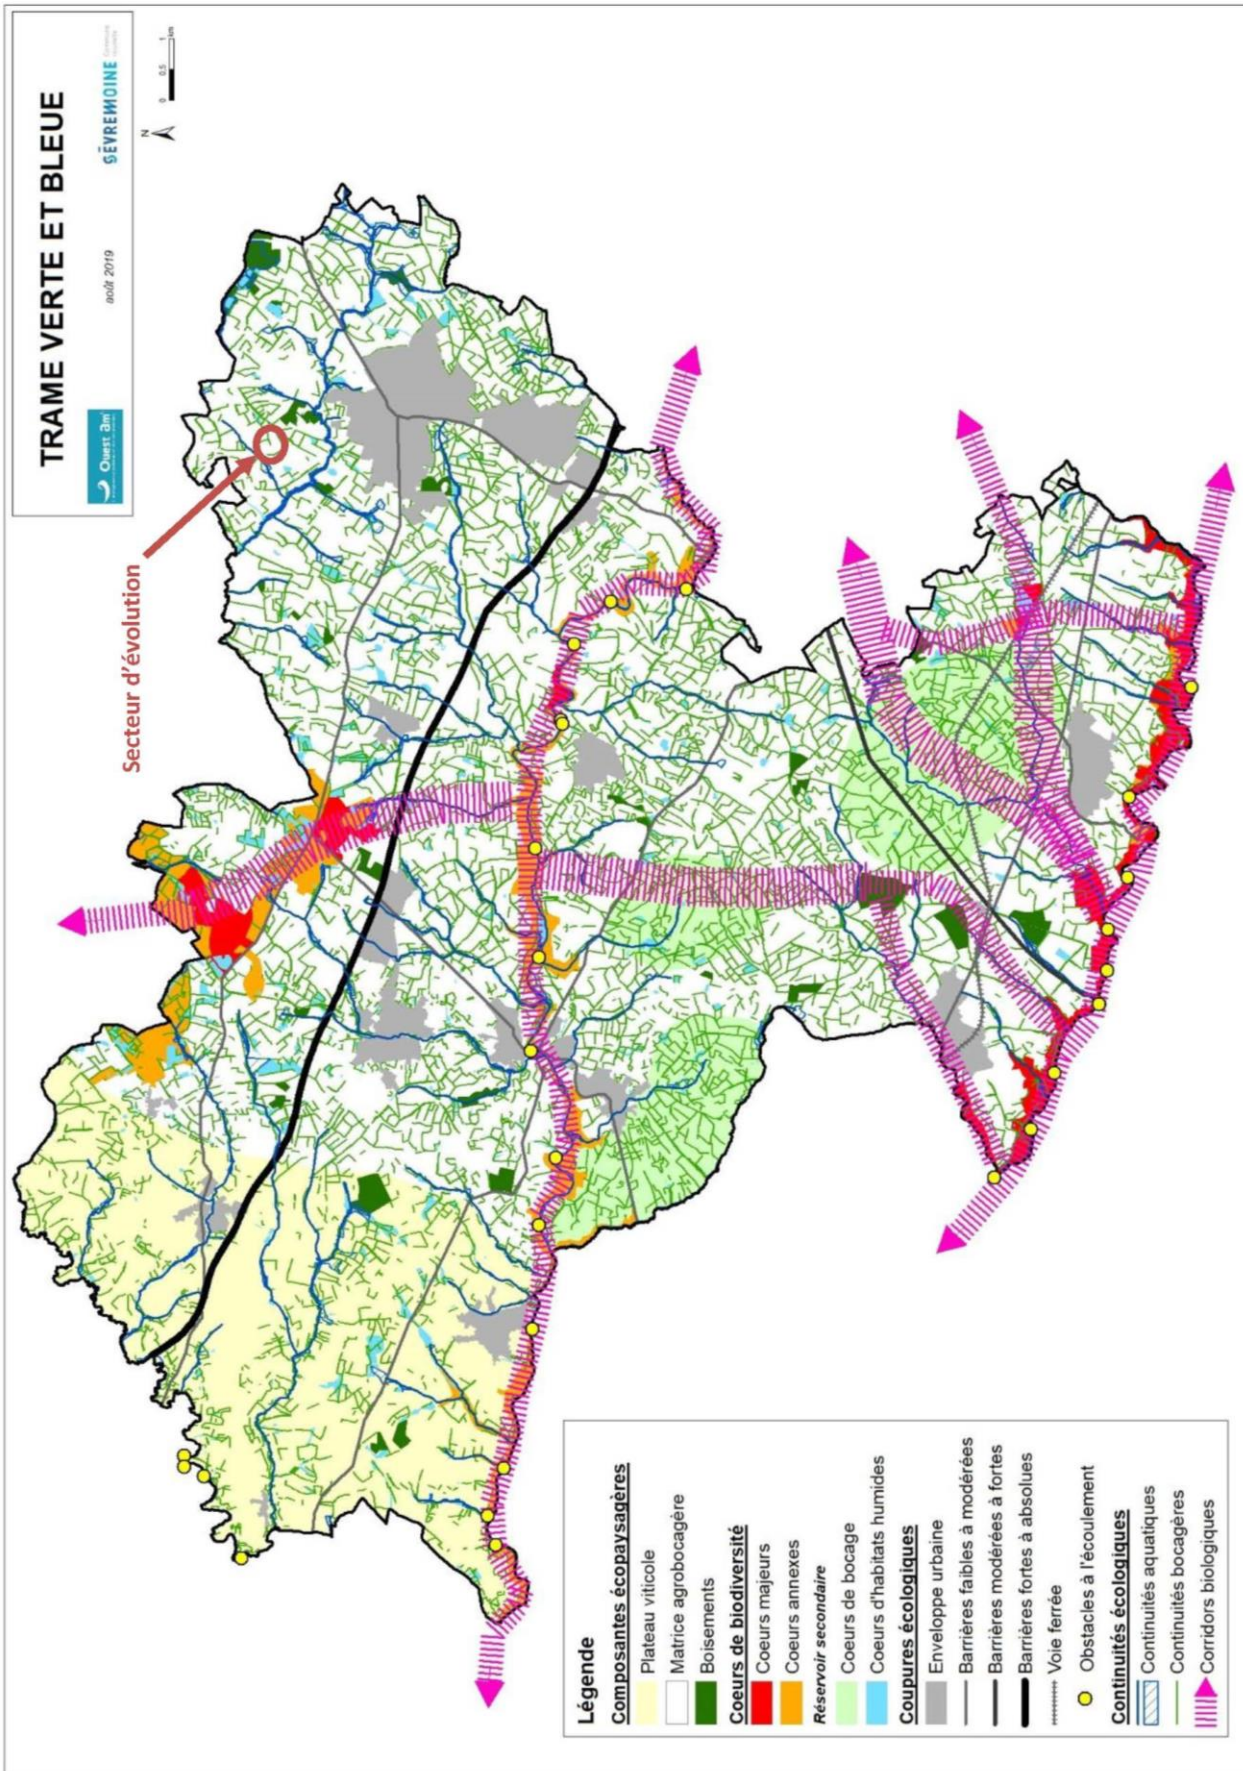 TRAME VERTE ET BLEUE
Ouest am'
août 2019
SÈVREMOINE
Commune
nouvelle
N
0 0,5 1
km
Secteur d'évolution
Légende
Composantes écopaysagères
Plateau viticole
Matrice agrobocagère
Boisements
Coeurs de biodiversité
Coeurs majeurs
Coeurs annexes
Réservoir secondaire
Coeurs de bocage
Coeurs d'habitats humides
Coupures écologiques
Enveloppe urbaine
Barrières faibles à modérées
Barrières modérées à fortes
Barrières fortes à absolues
Voie ferrée
Obstacles à l'écoulement
Continuités écologiques
Continuités aquatiques
Continuités bocagères
Corridors biologiques